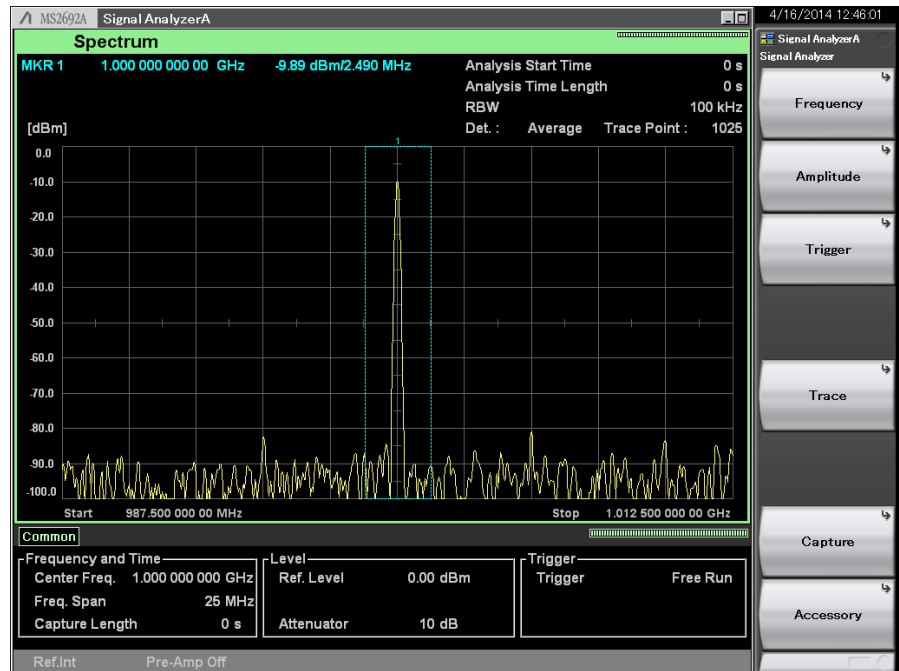 MS2692A Signal AnalyzerA
4/16/2014 12:46:01
Spectrum
Signal AnalyzerA
Signal Analyzer
MKR 1 1.000 000 000 00 GHz -9.89 dBm/2.490 MHz
Analysis Start Time 0 s
Analysis Time Length 0 s
RBW 100 kHz
Det. : Average Trace Point : 1025
[dBm]
1
0.0
-10.0
-20.0
-30.0
-40.0
-50.0
-60.0
-70.0
-80.0
-90.0
-100.0
Start 987.500 000 00 MHz
Stop 1.012 500 000 00 GHz
Frequency
Amplitude
Trigger
Trace
Capture
Accessory
Common
Frequency and Time
Center Freq. 1.000 000 000 GHz
Freq. Span 25 MHz
Capture Length 0 s
Level
Ref. Level 0.00 dBm
Attenuator 10 dB
Trigger
Trigger Free Run
Ref.Int Pre-Amp Off